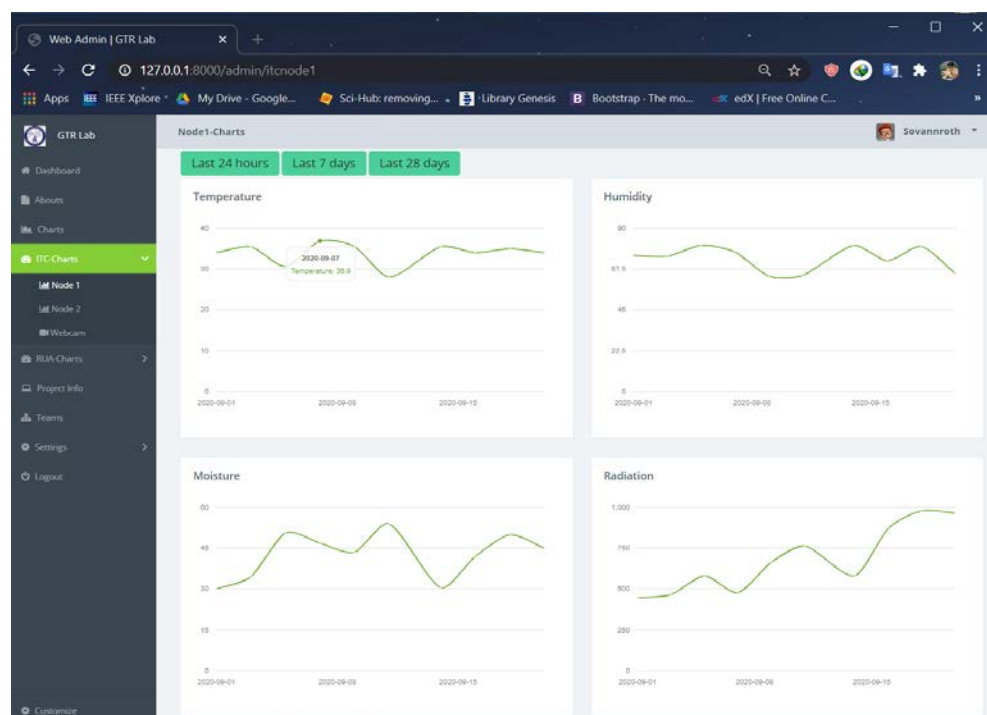 Web Admin | GTR Lab
127.0.0.1:8000/admin/itcnode1
Apps IEEE Xplore My Drive - Google... Sci-Hub: removing... Library Genesis Bootstrap · The mo... edX | Free Online C...
GTR Lab
Dashboard
Abouts
Charts
ITC-Charts
Node 1
Node 2
Webcam
RUA-Charts
Project Info
Teams
Settings
Logout
Customize
Node1-Charts
Sovannroth
Last 24 hours Last 7 days Last 28 days
Temperature
40
30
20
10
0
2020-09-07
Temperature: 36.9
2020-09-01 2020-09-08 2020-09-15
Humidity
90
67.5
45
22.5
0
2020-09-01 2020-09-08 2020-09-15
Moisture
60
45
30
15
0
2020-09-01 2020-09-08 2020-09-15
Radiation
1,000
750
500
250
0
2020-09-01 2020-09-08 2020-09-15